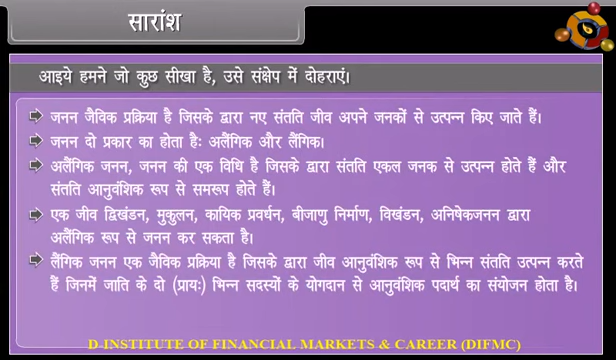 सारांश
आइये हमने जो कुछ सीखा है, उसे संक्षेप में दोहराएं।
जनन जैविक प्रक्रिया है जिसके द्वारा नए संतति जीव अपने जनकों से उत्पन्न किए जाते हैं।
जनन दो प्रकार का होता हैः अलैंगिक और लैंगिक।
अलैंगिक जनन, जनन की एक विधि है जिसके द्वारा संतति एकल जनक से उत्पन्न होते हैं और
संतति आनुवंशिक रूप से समरूप होते हैं।
एक जीव द्विखंडन, मुकुलन, कायिक प्रवर्धन, बीजाणु निर्माण, विखंडन, अनिषेकजनन द्वारा
अलैंगिक रूप से जनन कर सकता है।
लैंगिक जनन एक जैविक प्रक्रिया है जिसके द्वारा जीव आनुवंशिक रूप से भिन्न संतति उत्पन्न करते
हैं जिनमें जाति के दो (प्रायः) भिन्न सदस्यों के योगदान से आनुवंशिक पदार्थ का संयोजन होता है।
D-INSTITUTE OF FINANCIAL MARKETS & CAREER (DIFMC)